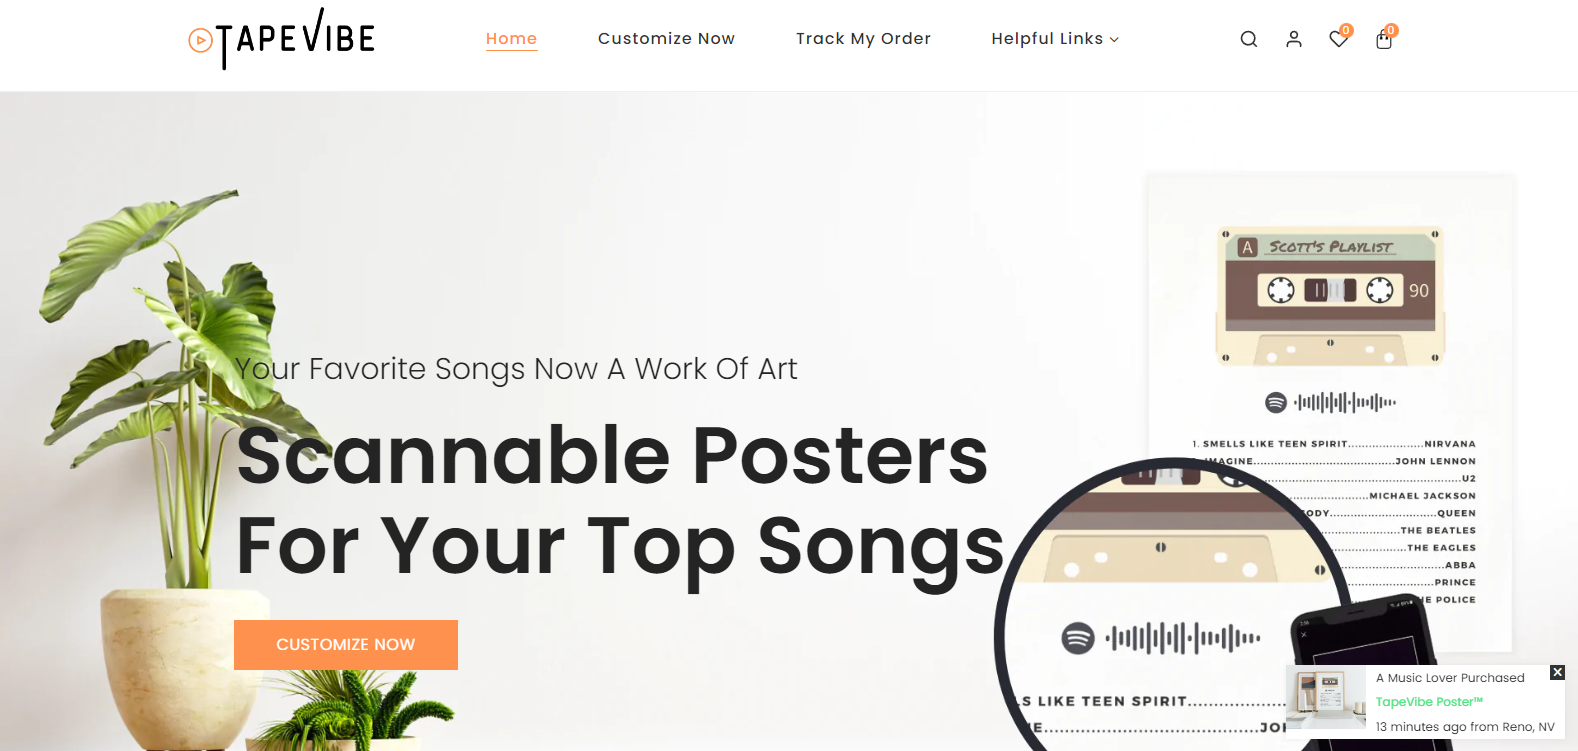 TAPEVIBE
Home
Customize Now
Track My Order
Helpful Links
0
0
Your Favorite Songs Now A Work Of Art
Scannable Posters
For Your Top Songs
CUSTOMIZE NOW
A
SCOTT'S PLAYLIST
90
1. SMELLS LIKE TEEN SPIRIT........................NIRVANA
IMAGINE.............................................JOHN LENNON
U2
MICHAEL JACKSON
ODY...................................QUEEN
THE BEATLES
THE EAGLES
ABBA
PRINCE
HE POLICE
S LIKE TEEN SPIRIT.....................
E.............................................JOH
A Music Lover Purchased
TapeVibe Poster™
13 minutes ago from Reno, NV